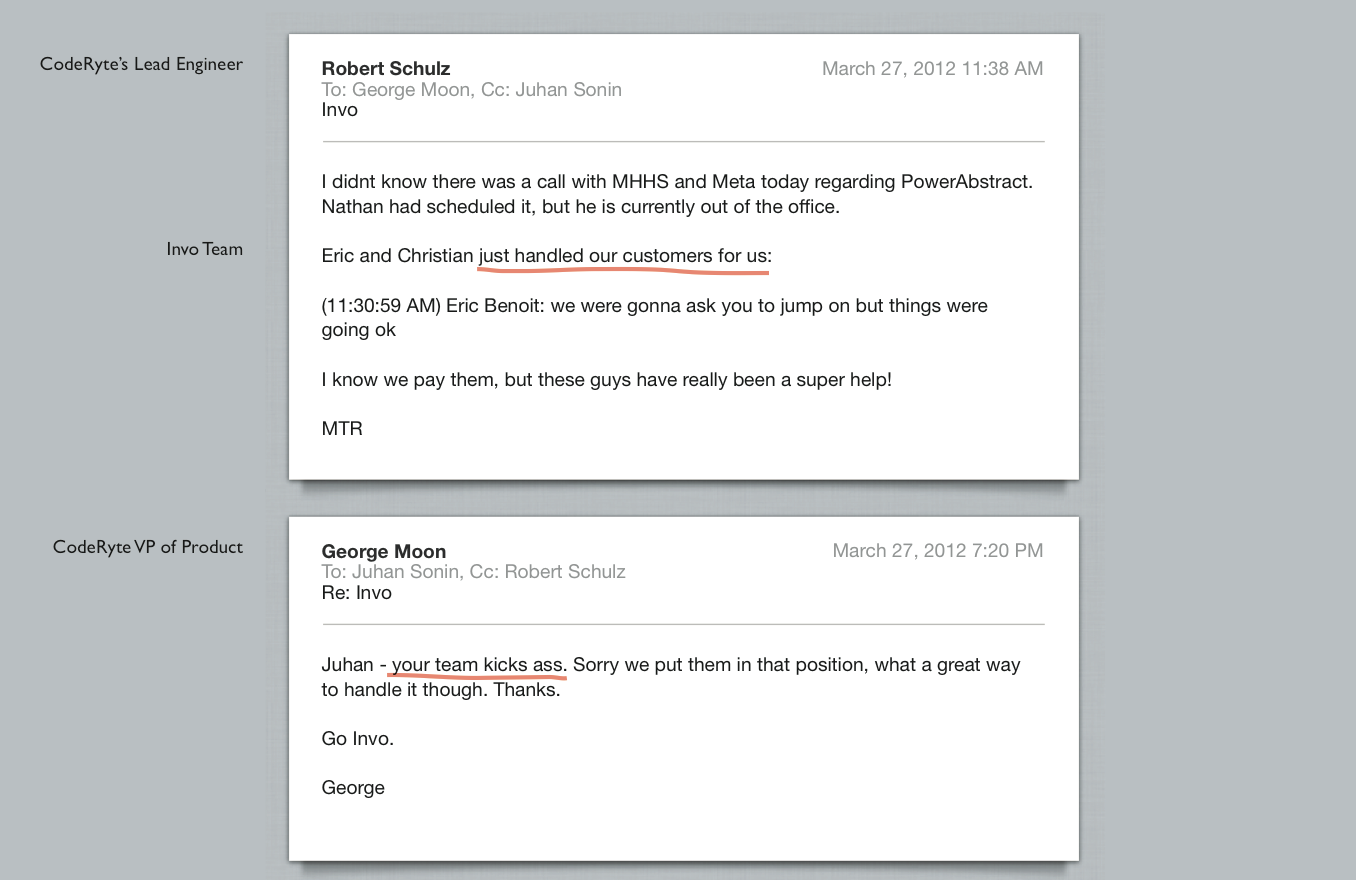 CodeRyte's Lead Engineer
Robert Schulz
March 27, 2012 11:38 AM
To: George Moon, Cc: Juhan Sonin
Invo
I didnt know there was a call with MHHS and Meta today regarding PowerAbstract.
Nathan had scheduled it, but he is currently out of the office.
Invo Team
Eric and Christian just handled our customers for us:
(11:30:59 AM) Eric Benoit: we were gonna ask you to jump on but things were
going ok
I know we pay them, but these guys have really been a super help!
MTR
CodeRyte VP of Product
George Moon
March 27, 2012 7:20 PM
To: Juhan Sonin, Cc: Robert Schulz
Re: Invo
Juhan - your team kicks ass. Sorry we put them in that position, what a great way
to handle it though. Thanks.
Go Invo.
George